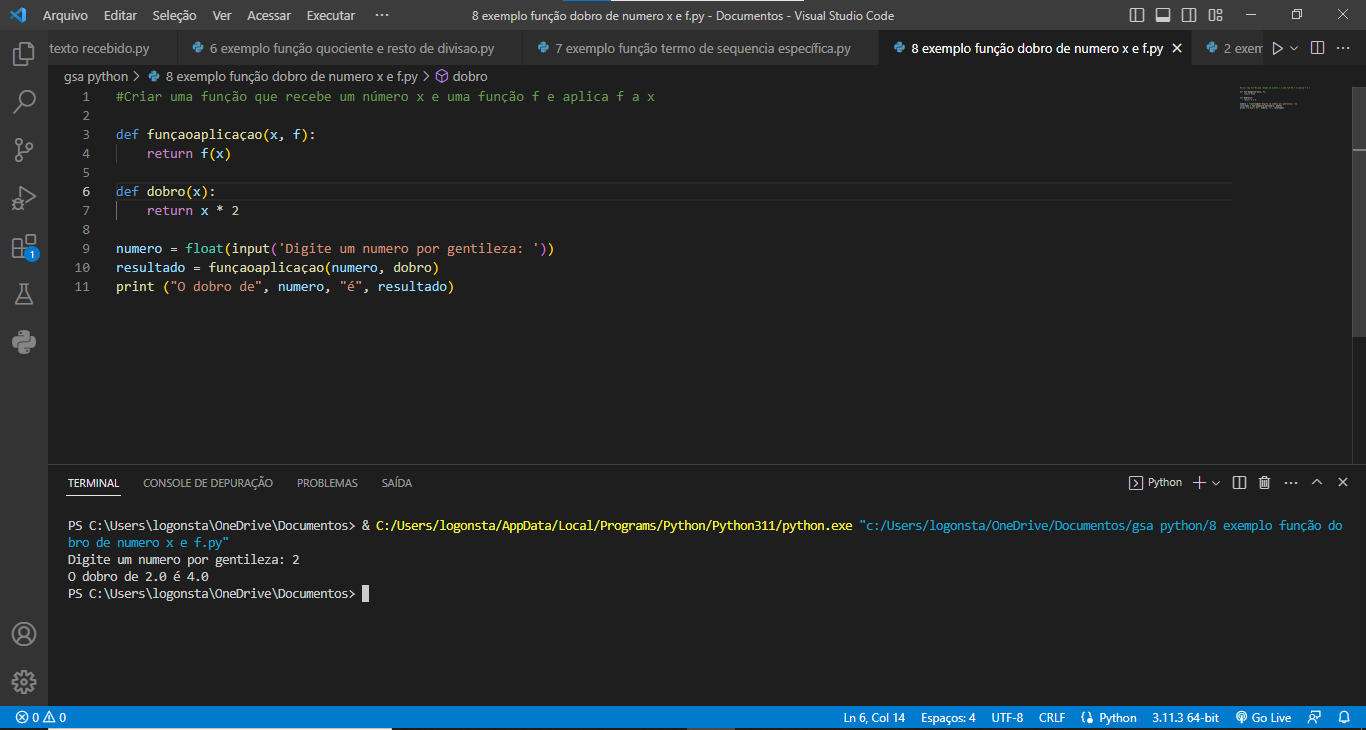 Arquivo Editar Seleção Ver Acessar Executar ··· 8 exemplo função dobro de numero x e f.py - Documentos - Visual Studio Code
texto recebido.py 6 exemplo função quociente e resto de divisao.py 7 exemplo função termo de sequencia específica.py 8 exemplo função dobro de numero x e f.py 2 exem
gsa python > 8 exemplo função dobro de numero x e f.py > dobro
1 #Criar uma função que recebe um número x e uma função f e aplica f a x
2
3 def funçaoaplicaçao(x, f):
4 return f(x)
5
6 def dobro(x):
7 return x * 2
8
9 numero = float(input('Digite um numero por gentileza: '))
10 resultado = funçaoaplicaçao(numero, dobro)
11 print ("O dobro de", numero, "é", resultado)
1
TERMINAL CONSOLE DE DEPURAÇÃO PROBLEMAS SAÍDA Python
PS C:\Users\logonsta\OneDrive\Documentos> & C:/Users/logonsta/AppData/Local/Programs/Python/Python311/python.exe "c:/Users/logonsta/OneDrive/Documentos/gsa python/8 exemplo função do
bro de numero x e f.py"
Digite um numero por gentileza: 2
O dobro de 2.0 é 4.0
PS C:\Users\logonsta\OneDrive\Documentos>
0 0 Ln 6, Col 14 Espaços: 4 UTF-8 CRLF Python 3.11.3 64-bit Go Live